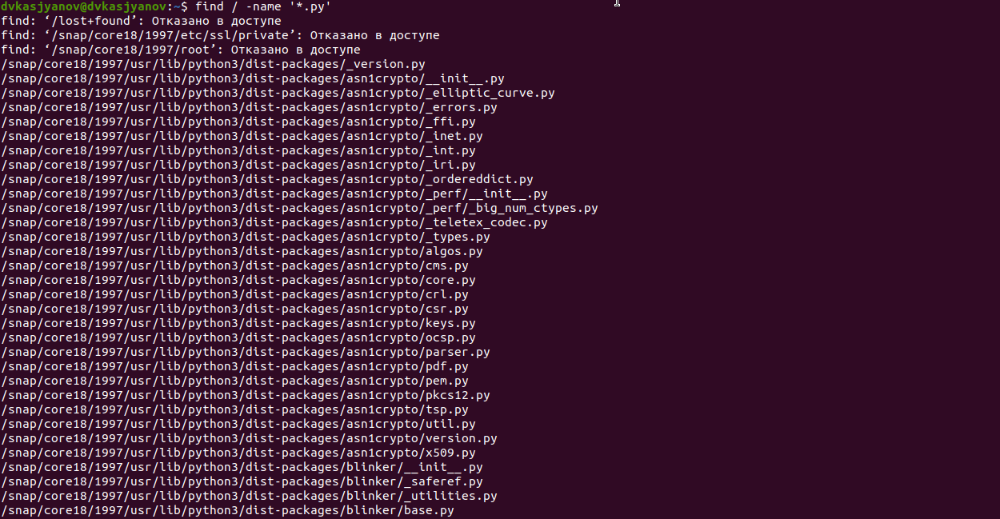 dvkasjyanov@dvkasjyanov:~$ find / -name '*.py'
find: ‘/lost+found’: Отказано в доступе
find: ‘/snap/core18/1997/etc/ssl/private’: Отказано в доступе
find: ‘/snap/core18/1997/root’: Отказано в доступе
/snap/core18/1997/usr/lib/python3/dist-packages/_version.py
/snap/core18/1997/usr/lib/python3/dist-packages/asn1crypto/__init__.py
/snap/core18/1997/usr/lib/python3/dist-packages/asn1crypto/_elliptic_curve.py
/snap/core18/1997/usr/lib/python3/dist-packages/asn1crypto/_errors.py
/snap/core18/1997/usr/lib/python3/dist-packages/asn1crypto/_ffi.py
/snap/core18/1997/usr/lib/python3/dist-packages/asn1crypto/_inet.py
/snap/core18/1997/usr/lib/python3/dist-packages/asn1crypto/_int.py
/snap/core18/1997/usr/lib/python3/dist-packages/asn1crypto/_iri.py
/snap/core18/1997/usr/lib/python3/dist-packages/asn1crypto/_ordereddict.py
/snap/core18/1997/usr/lib/python3/dist-packages/asn1crypto/_perf/__init__.py
/snap/core18/1997/usr/lib/python3/dist-packages/asn1crypto/_perf/_big_num_ctypes.py
/snap/core18/1997/usr/lib/python3/dist-packages/asn1crypto/_teletex_codec.py
/snap/core18/1997/usr/lib/python3/dist-packages/asn1crypto/_types.py
/snap/core18/1997/usr/lib/python3/dist-packages/asn1crypto/algos.py
/snap/core18/1997/usr/lib/python3/dist-packages/asn1crypto/cms.py
/snap/core18/1997/usr/lib/python3/dist-packages/asn1crypto/core.py
/snap/core18/1997/usr/lib/python3/dist-packages/asn1crypto/crl.py
/snap/core18/1997/usr/lib/python3/dist-packages/asn1crypto/csr.py
/snap/core18/1997/usr/lib/python3/dist-packages/asn1crypto/keys.py
/snap/core18/1997/usr/lib/python3/dist-packages/asn1crypto/ocsp.py
/snap/core18/1997/usr/lib/python3/dist-packages/asn1crypto/parser.py
/snap/core18/1997/usr/lib/python3/dist-packages/asn1crypto/pdf.py
/snap/core18/1997/usr/lib/python3/dist-packages/asn1crypto/pem.py
/snap/core18/1997/usr/lib/python3/dist-packages/asn1crypto/pkcs12.py
/snap/core18/1997/usr/lib/python3/dist-packages/asn1crypto/tsp.py
/snap/core18/1997/usr/lib/python3/dist-packages/asn1crypto/util.py
/snap/core18/1997/usr/lib/python3/dist-packages/asn1crypto/version.py
/snap/core18/1997/usr/lib/python3/dist-packages/asn1crypto/x509.py
/snap/core18/1997/usr/lib/python3/dist-packages/blinker/__init__.py
/snap/core18/1997/usr/lib/python3/dist-packages/blinker/_saferef.py
/snap/core18/1997/usr/lib/python3/dist-packages/blinker/_utilities.py
/snap/core18/1997/usr/lib/python3/dist-packages/blinker/base.py